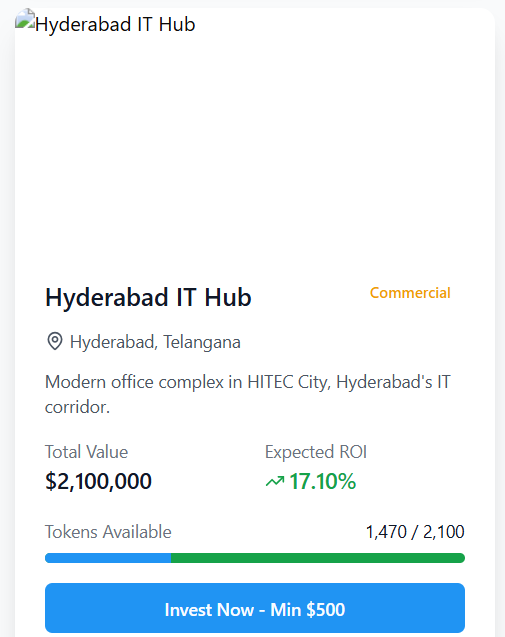 Hyderabad IT Hub
Hyderabad IT Hub
Commercial
Hyderabad, Telangana
Modern office complex in HITEC City, Hyderabad's IT
corridor.
Total Value
Expected ROI
$2,100,000
17.10%
Tokens Available
1,470 / 2,100
Invest Now - Min $500